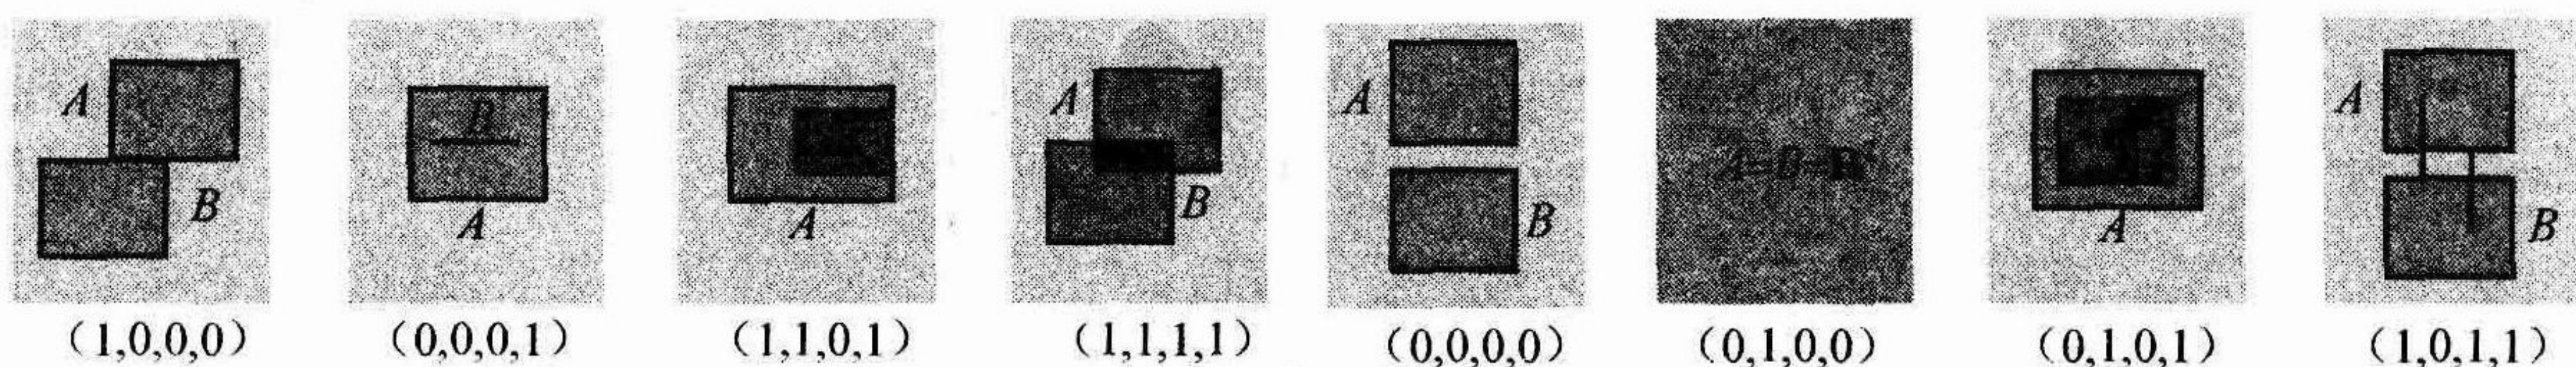 A B
B A
A
A B
A B
A=B=R²
A
A B
(1,0,0,0) (0,0,0,1) (1,1,0,1) (1,1,1,1) (0,0,0,0) (0,1,0,0) (0,1,0,1) (1,0,1,1)